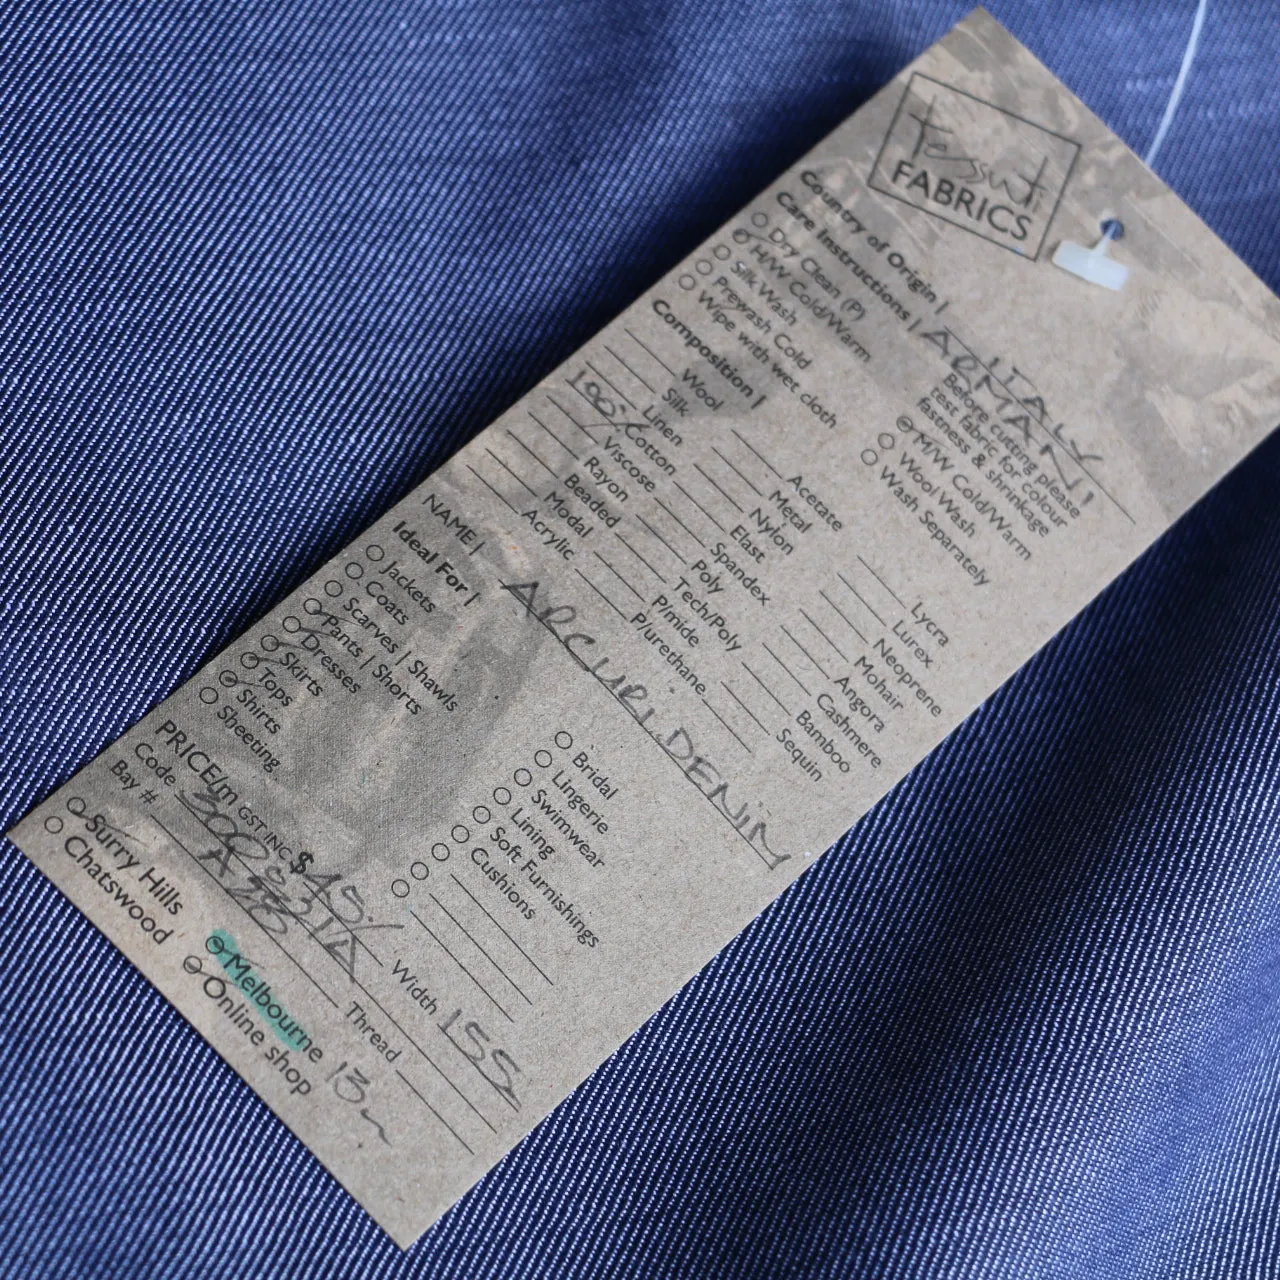 Tessuti
FABRICS
Country of Origin | ITALY
Care Instructions | ARMANI
Dry Clean (P)
H/W Cold/Warm
Silk Wash
Prewash Cold
Wipe with wet cloth
Before cutting please
test fabric for colour
fastness & shrinkage
M/W Cold/Warm
Wool Wash
Wash Separately
Composition |
Wool
Silk
Linen
100% Cotton
Viscose
Rayon
Beaded
Modal
Acrylic
Acetate
Metal
Nylon
Elast
Spandex
Poly
Tech/Poly
P/mide
P/urethane
Lycra
Lurex
Neoprene
Mohair
Angora
Cashmere
Bamboo
Sequin
NAME | ARCURI.DENIM
Ideal For |
Jackets
Coats
Scarves | Shawls
Pants | Shorts
Dresses
Skirts
Tops
Shirts
Sheeting
Bridal
Lingerie
Swimwear
Lining
Soft Furnishings
Cushions
PRICE/m GST INC $45/ Width 155
Code Thread
Bay #
Surry Hills
Chatswood
Melbourne 13m
Online shop